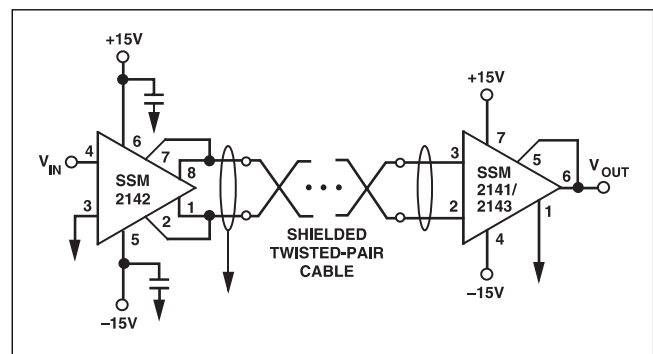 +15V
+15V
6
7
4
7
V IN
8
3
5
V OUT
SSM
2142
SSM
2141/
2143
6
3
1
2
1
2
SHIELDED
TWISTED-PAIR
CABLE
5
4
–15V
–15V